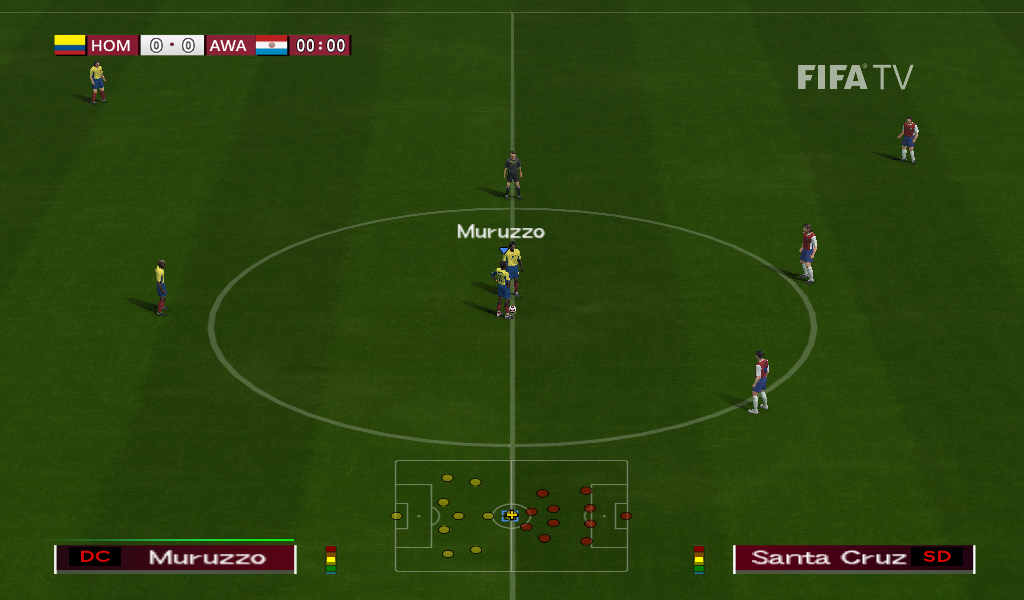 HOM 0 · 0 AWA 00:00
FIFA TV
Muruzzo
DC Muruzzo
Santa Cruz SD